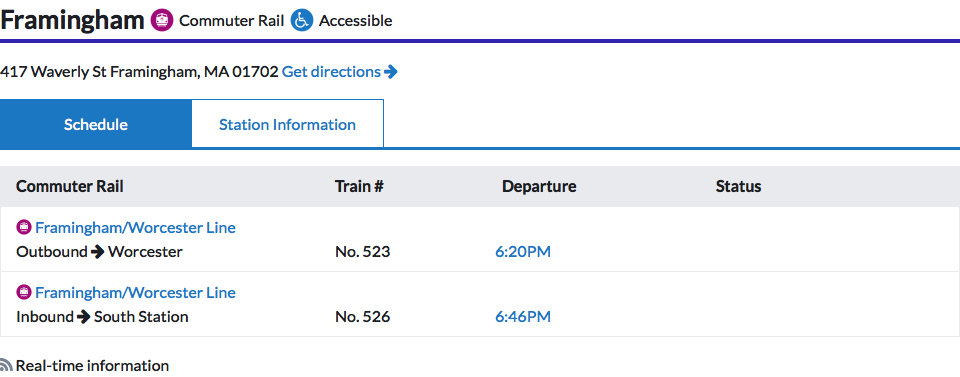 Framingham Commuter Rail Accessible
417 Waverly St Framingham, MA 01702 Get directions
Schedule Station Information
Commuter Rail Train # Departure Status
Framingham/Worcester Line
Outbound Worcester No. 523 6:20PM
Framingham/Worcester Line
Inbound South Station No. 526 6:46PM
Real-time information